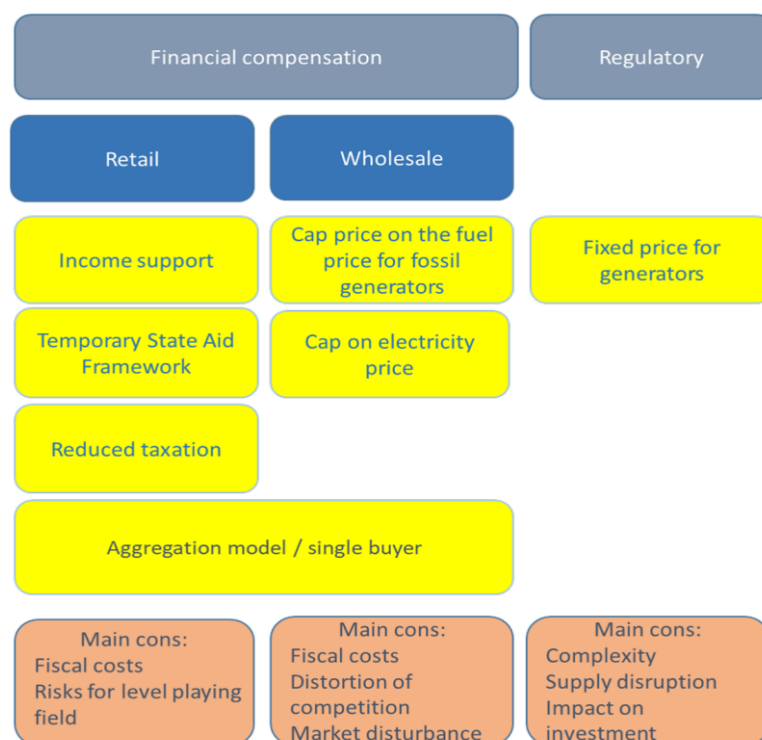 Financial compensation
Regulatory
Retail
Wholesale
Income support
Cap price on the fuel
price for fossil
generators
Fixed price for
generators
Temporary State Aid
Framework
Cap on electricity
price
Reduced taxation
Aggregation model / single buyer
Main cons:
Fiscal costs
Risks for level playing
field
Main cons:
Fiscal costs
Distortion of
competition
Market disturbance
Main cons:
Complexity
Supply disruption
Impact on
investment